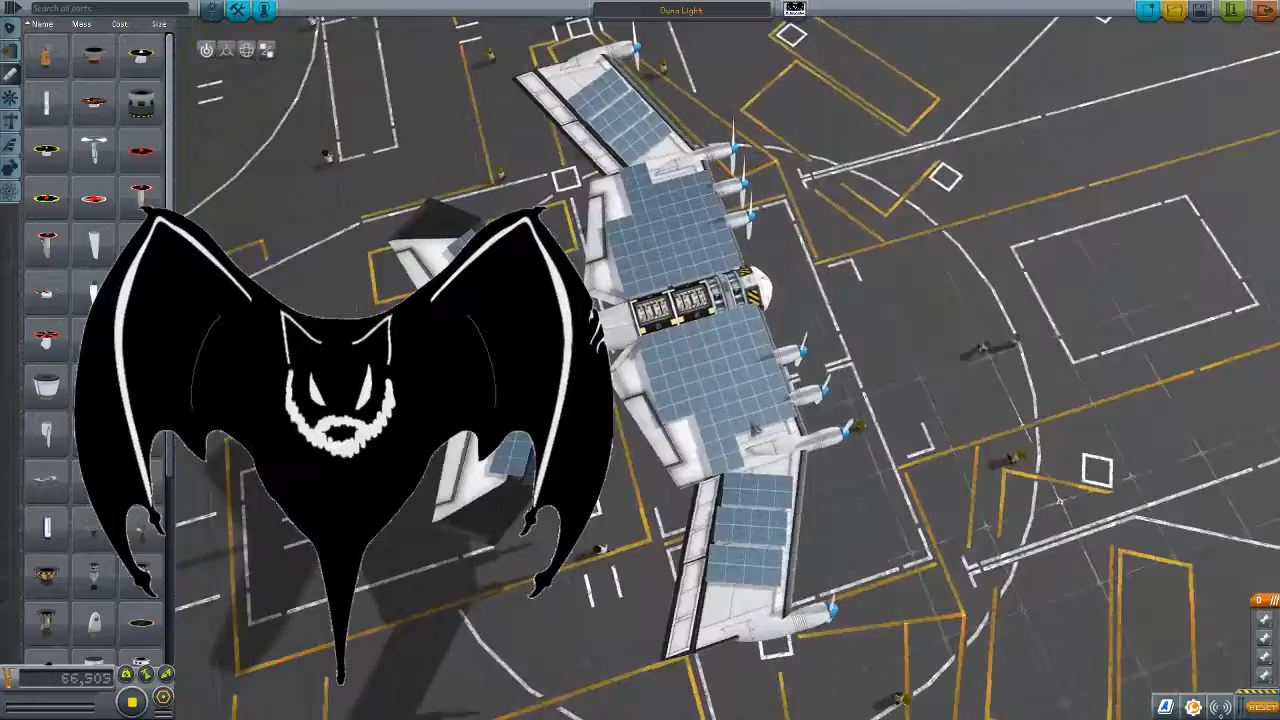 Search all parts.
Duna Light
Name Mass Cost Size
66,505
RESET